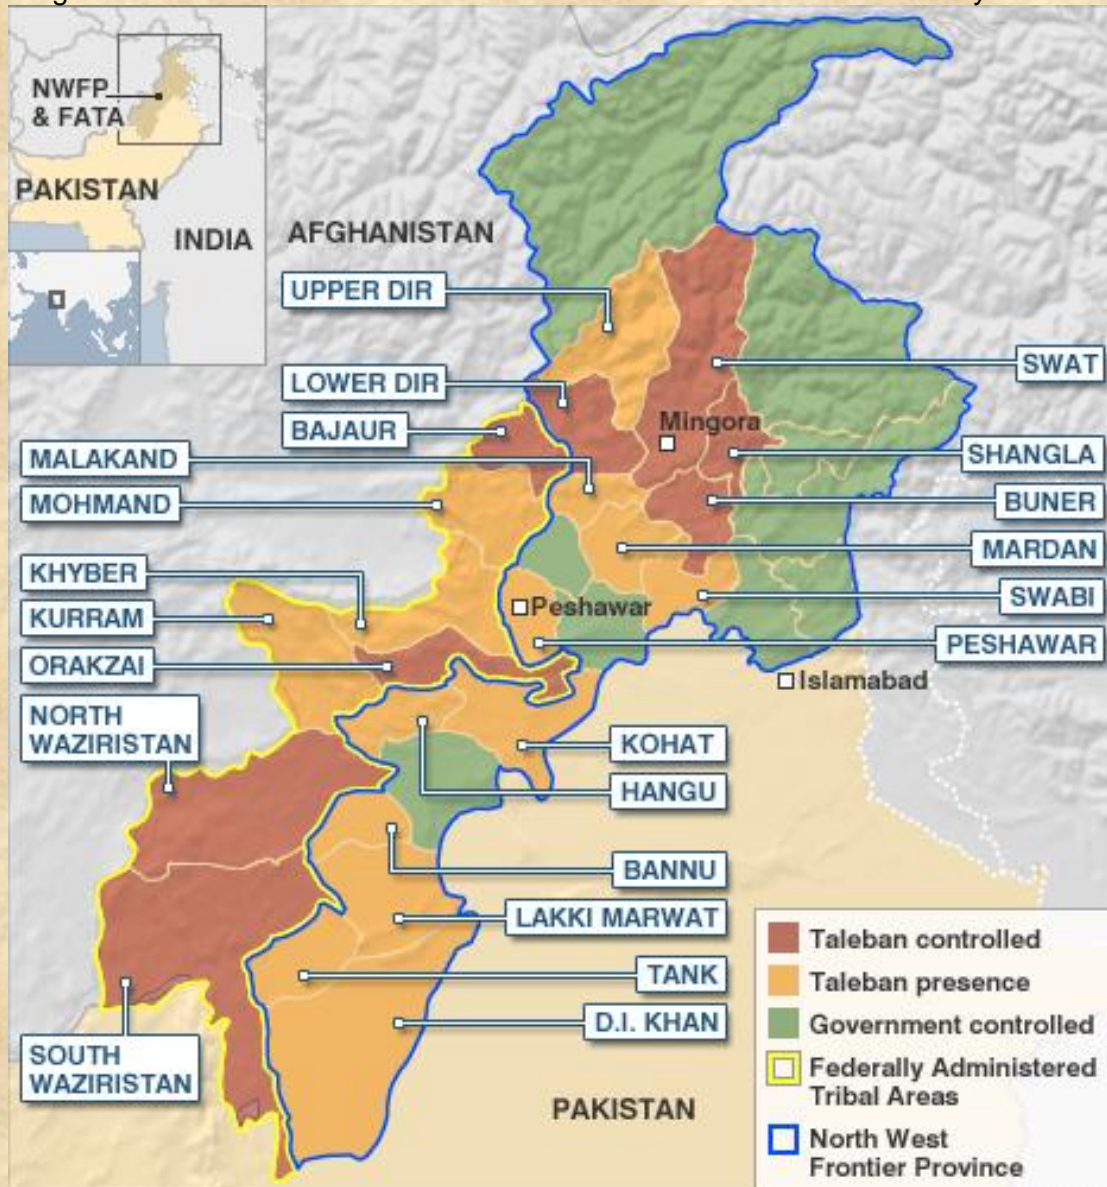 NWFP
& FATA
PAKISTAN
INDIA
AFGHANISTAN
UPPER DIR
LOWER DIR
BAJAUR
MALAKAND
MOHMAND
KHYBER
KURRAM
ORAKZAI
NORTH
WAZIRISTAN
SOUTH
WAZIRISTAN
Mingora
Peshawar
Islamabad
SWAT
SHANGLA
BUNER
MARDAN
SWABI
PESHAWAR
KOHAT
HANGU
BANNU
LAKKI MARWAT
TANK
D.I. KHAN
PAKISTAN
Taleban controlled
Taleban presence
Government controlled
Federally Administered
Tribal Areas
North West
Frontier Province